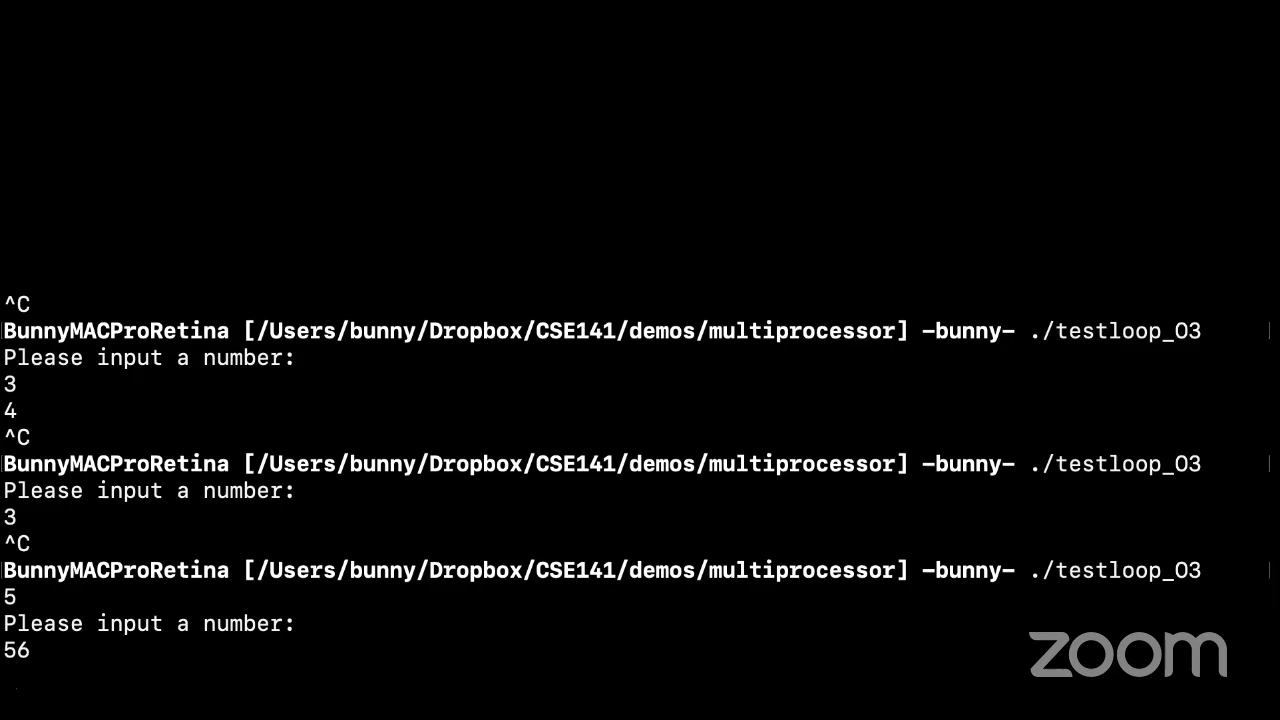 ^C
BunnyMACProRetina [/Users/bunny/Dropbox/CSE141/demos/multiprocessor] -bunny- ./testloop_O3
Please input a number:
3
4
^C
BunnyMACProRetina [/Users/bunny/Dropbox/CSE141/demos/multiprocessor] -bunny- ./testloop_O3
Please input a number:
3
^C
BunnyMACProRetina [/Users/bunny/Dropbox/CSE141/demos/multiprocessor] -bunny- ./testloop_O3
5
Please input a number:
56
zoom